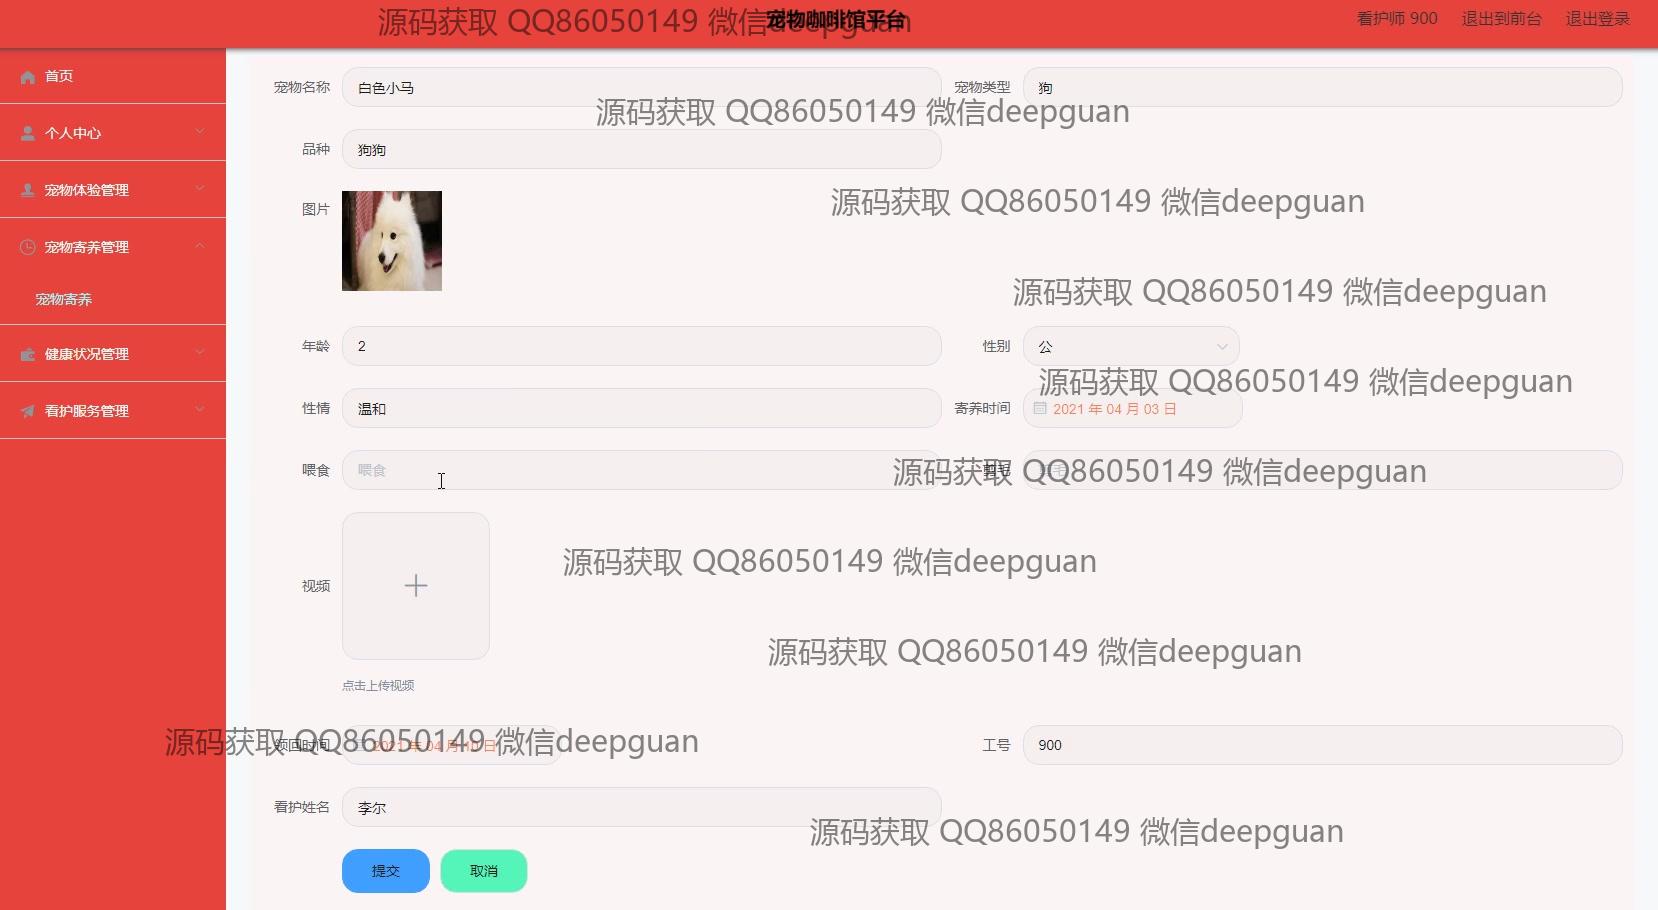 宠物咖啡馆平台
源码获取 QQ86050149 微信deepguan
看护师 900 退出到前台 退出登录
首页
个人中心
宠物体验管理
宠物寄养管理
宠物寄养
健康状况管理
看护服务管理
宠物名称 白色小马 宠物类型 狗
源码获取 QQ86050149 微信deepguan
品种 狗狗
图片
源码获取 QQ86050149 微信deepguan
源码获取 QQ86050149 微信deepguan
年龄 2 性别 公
源码获取 QQ86050149 微信deepguan
性情 温和 寄养时间 2021 年 04 月 03 日
喂食 喂食 剪毛 剪毛
源码获取 QQ86050149 微信deepguan
源码获取 QQ86050149 微信deepguan
视频
源码获取 QQ86050149 微信deepguan
点击上传视频
源码获取 QQ86050149 微信deepguan
领回时间 2021 年 04 月 10 日 工号 900
看护姓名 李尔
源码获取 QQ86050149 微信deepguan
提交 取消